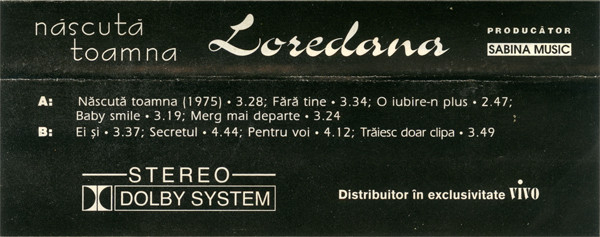 născută
toamna
Loredana
PRODUCĂTOR
SABINA MUSIC
A: Născută toamna (1975) • 3.28; Fără tine • 3.34; O iubire-n plus • 2.47;
Baby smile • 3.19; Merg mai departe • 3.24
B: Ei și • 3.37; Secretul • 4.44; Pentru voi • 4.12; Trăiesc doar clipa • 3.49
STEREO
DOLBY SYSTEM
Distribuitor în exclusivitate vivo